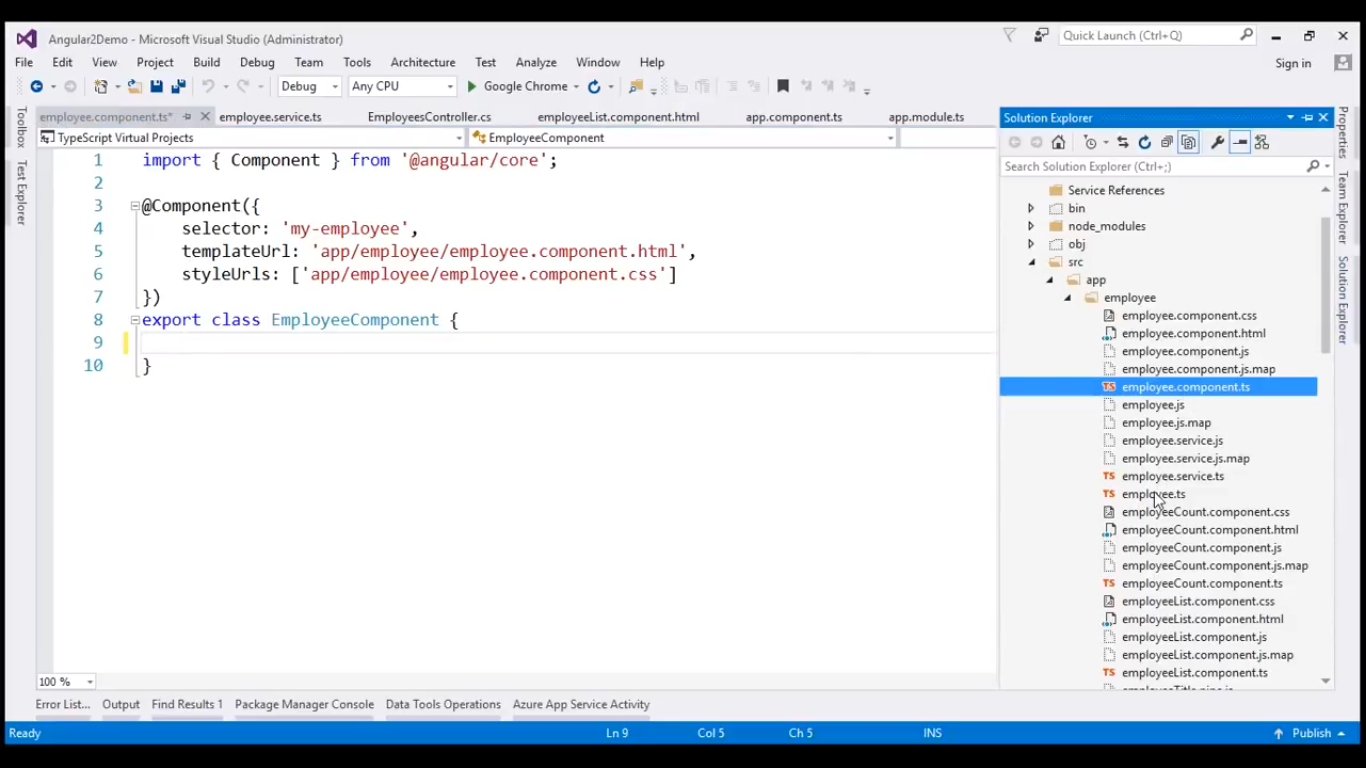 Angular2Demo - Microsoft Visual Studio (Administrator)
Quick Launch (Ctrl+Q)
File Edit View Project Build Debug Team Tools Architecture Test Analyze Window Help
Sign in
Debug Any CPU Google Chrome
employee.component.ts* employee.service.ts EmployeesController.cs employeeList.component.html app.component.ts app.module.ts
TypeScript Virtual Projects EmployeeComponent
Toolbox
Test Explorer
1 import { Component } from '@angular/core';
2
3 @Component({
4 selector: 'my-employee',
5 templateUrl: 'app/employee/employee.component.html',
6 styleUrls: ['app/employee/employee.component.css']
7 })
8 export class EmployeeComponent {
9
10 }
100 %
Solution Explorer
Search Solution Explorer (Ctrl+;)
Service References
bin
node_modules
obj
src
app
employee
employee.component.css
employee.component.html
employee.component.js
employee.component.js.map
TS employee.component.ts
employee.js
employee.js.map
employee.service.js
employee.service.js.map
TS employee.service.ts
TS employee.ts
employeeCount.component.css
employeeCount.component.html
employeeCount.component.js
employeeCount.component.js.map
TS employeeCount.component.ts
employeeList.component.css
employeeList.component.html
employeeList.component.js
employeeList.component.js.map
TS employeeList.component.ts
employeeTitle.pipe.js
Properties
Team Explorer
Solution Explorer
Error List... Output Find Results 1 Package Manager Console Data Tools Operations Azure App Service Activity
Ready Ln 9 Col 5 Ch 5 INS Publish